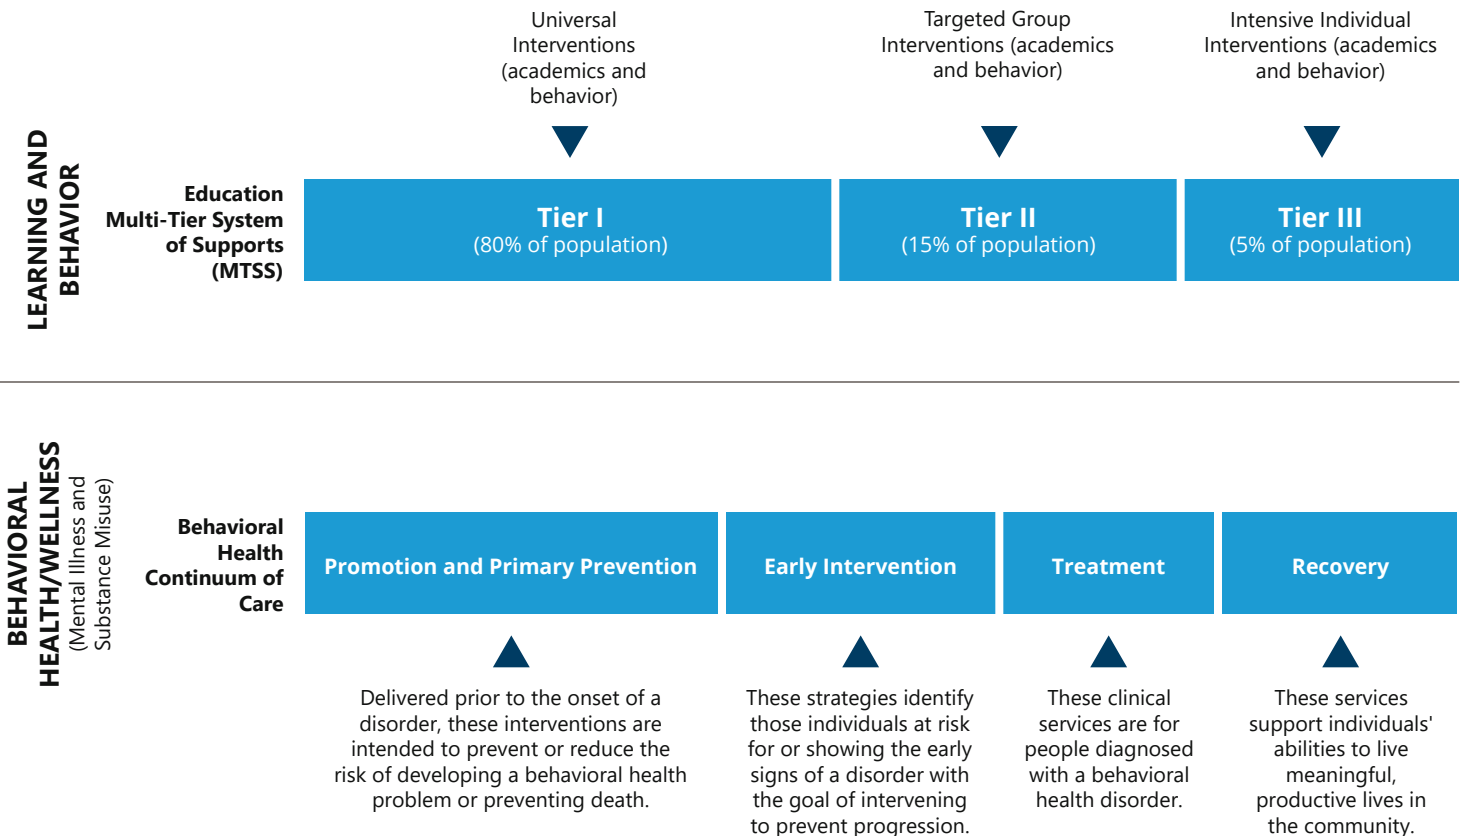 Universal
Interventions
(academics and
behavior)
Targeted Group
Interventions (academics
and behavior)
Intensive Individual
Interventions (academics
and behavior)
LEARNING AND
BEHAVIOR
Education
Multi-Tier System
of Supports
(MTSS)
Tier I
(80% of population)
Tier II
(15% of population)
Tier III
(5% of population)
BEHAVIORAL
HEALTH/WELLNESS
(Mental Illness and
Substance Misuse)
Behavioral
Health
Continuum of
Care
Promotion and Primary Prevention
Early Intervention
Treatment
Recovery
Delivered prior to the onset of a
disorder, these interventions are
intended to prevent or reduce the
risk of developing a behavioral health
problem or preventing death.
These strategies identify
those individuals at risk
for or showing the early
signs of a disorder with
the goal of intervening
to prevent progression.
These clinical
services are for
people diagnosed
with a behavioral
health disorder.
These services
support individuals'
abilities to live
meaningful,
productive lives in
the community.